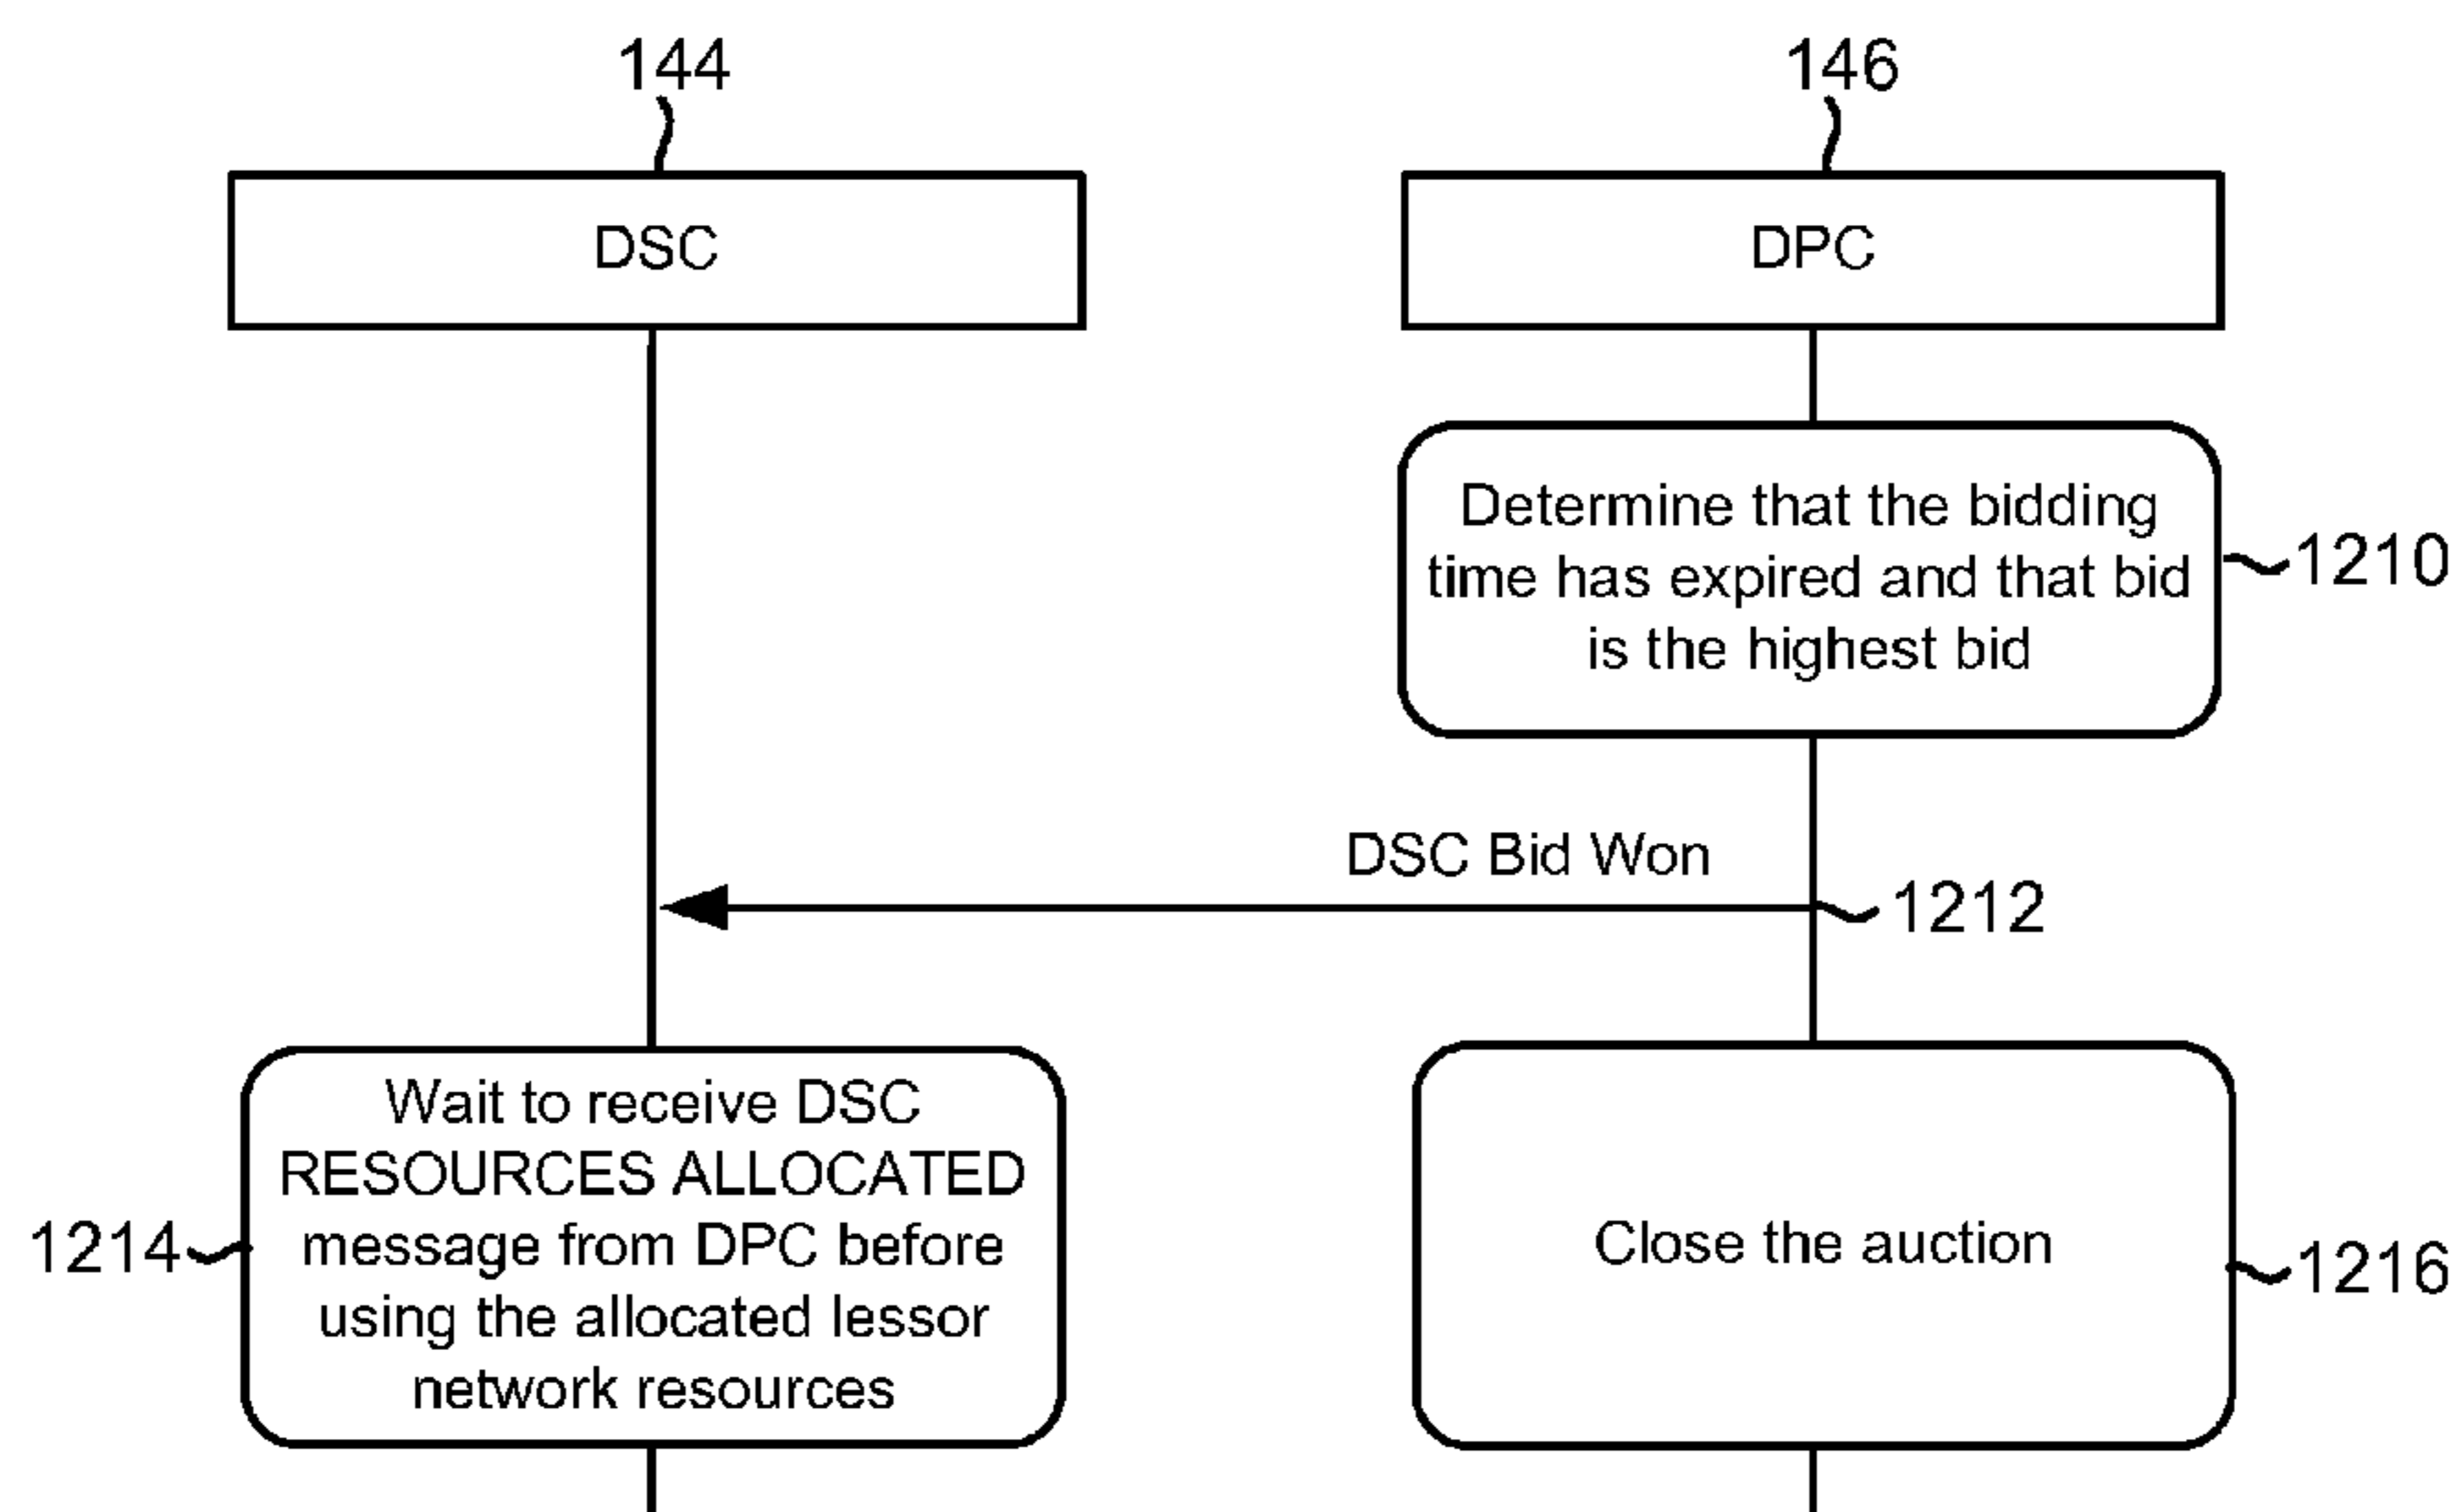 144
146
DSC
DPC
Determine that the bidding
time has expired and that bid
is the highest bid
1210
DSC Bid Won
1212
Wait to receive DSC
RESOURCES ALLOCATED
message from DPC before
using the allocated lessor
network resources
1214
Close the auction
1216